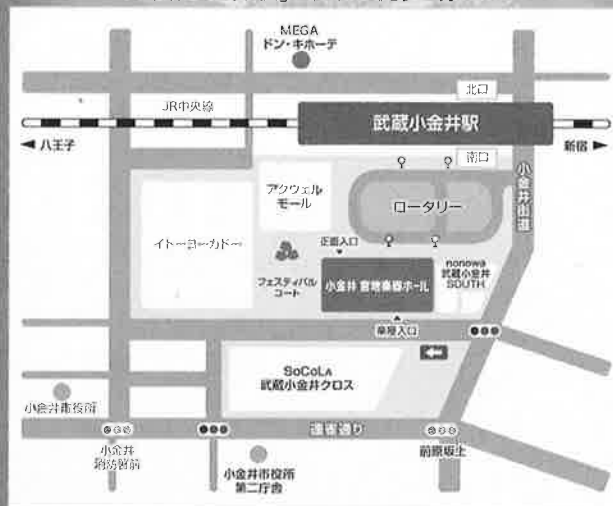 MEGA
ドン・キホーテ
北口
JR中央線
武蔵小金井駅
八王子
新宿
南口
小金井街道
アクウェル
モール
ロータリー
イトーヨーカドー
正面入口
フェスティバル
コート
小金井 宮地楽器ホール
nonowa
武蔵小金井
SOUTH
楽屋入口
SoCoLA
武蔵小金井クロス
小金井市役所
連雀通り
小金井
消防署前
前原坂上
小金井市役所
第二庁舎